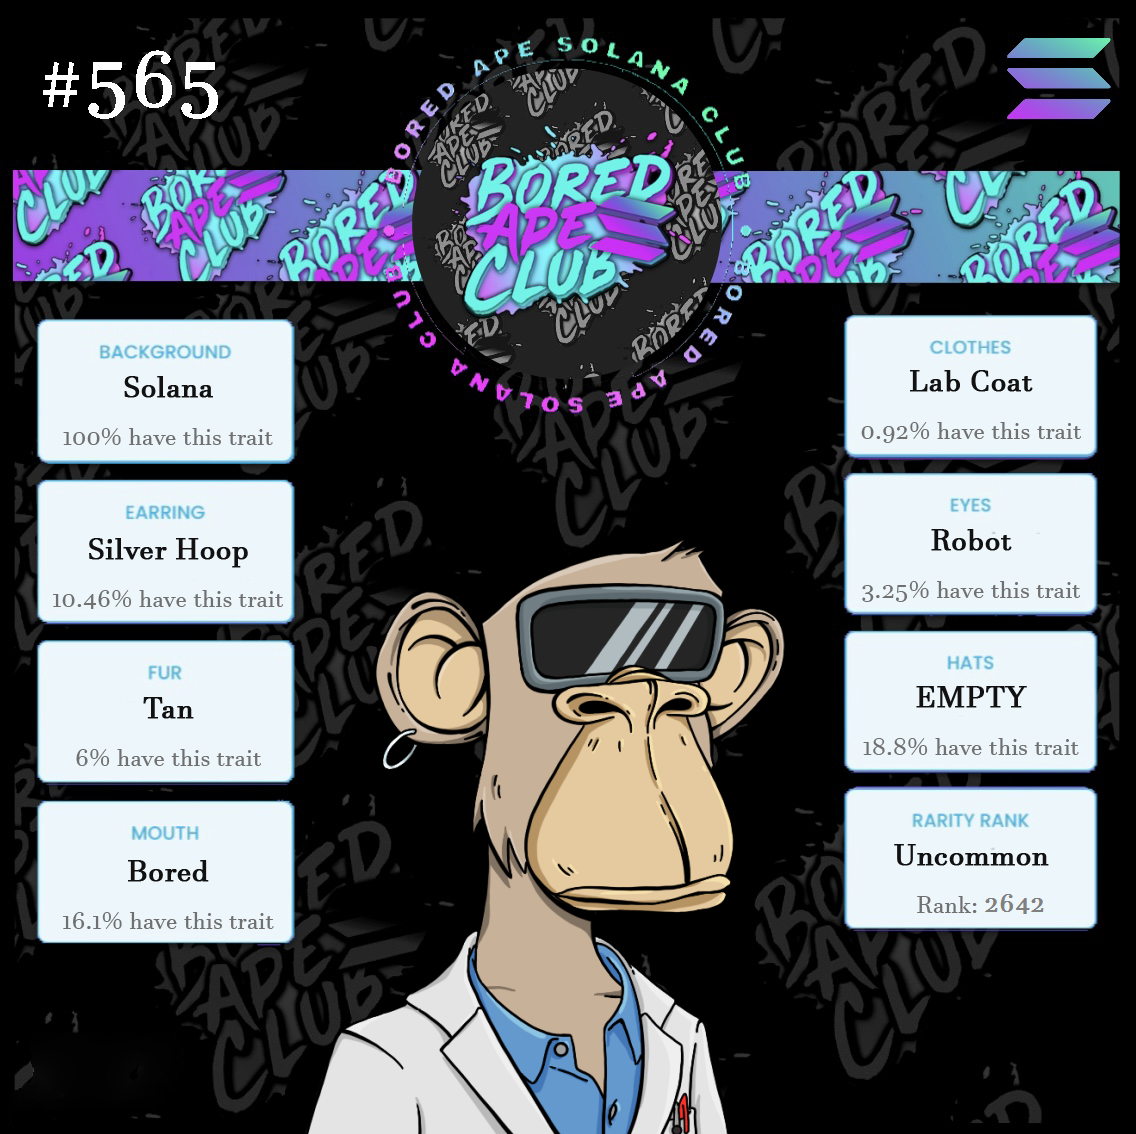 #565
BORED APE SOLANA CLUB
BORED APE SOLANA CLUB
BORED
APE
CLUB
BACKGROUND
Solana
100% have this trait
EARRING
Silver Hoop
10.46% have this trait
FUR
Tan
6% have this trait
MOUTH
Bored
16.1% have this trait
CLOTHES
Lab Coat
0.92% have this trait
EYES
Robot
3.25% have this trait
HATS
EMPTY
18.8% have this trait
RARITY RANK
Uncommon
Rank: 2642